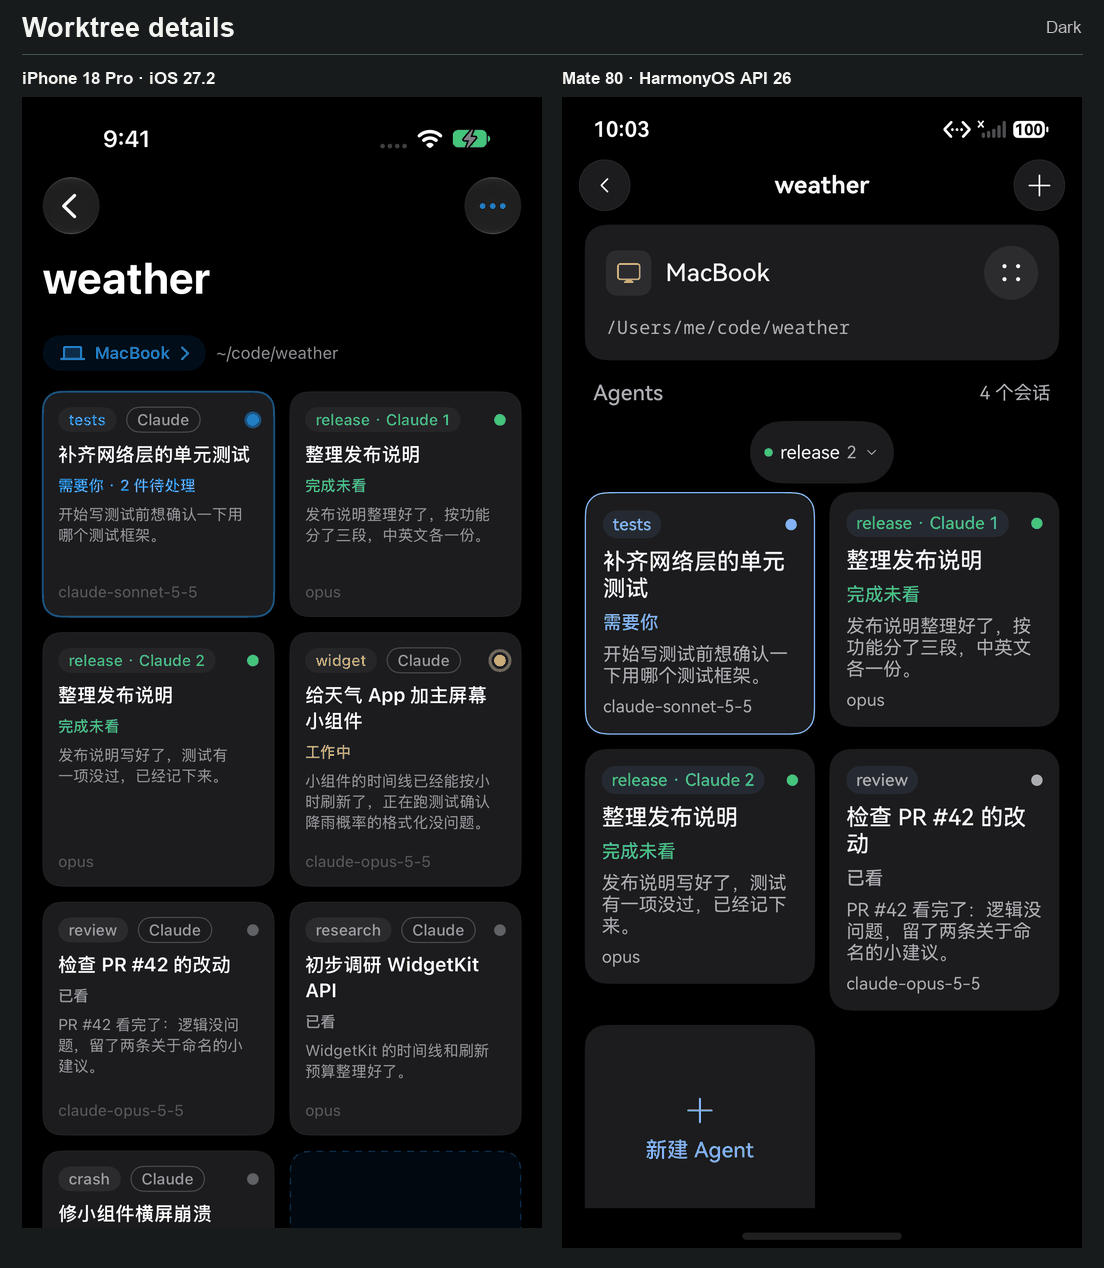 Worktree details
Dark
iPhone 18 Pro · iOS 27.2
9:41
weather
MacBook
~/code/weather
tests
Claude
补齐网络层的单元测试
需要你 · 2 件待处理
开始写测试前想确认一下用
哪个测试框架。
claude-sonnet-5-5
release · Claude 1
整理发布说明
完成未看
发布说明整理好了，按功能
分了三段，中英文各一份。
opus
release · Claude 2
整理发布说明
完成未看
发布说明写好了，测试有
一项没过，已经记下来。
opus
widget
Claude
给天气 App 加主屏幕
小组件
工作中
小组件的时间线已经能按小
时刷新了，正在跑测试确认
降雨概率的格式化没问题。
claude-opus-5-5
review
Claude
检查 PR #42 的改动
已看
PR #42 看完了：逻辑没问
题，留了两条关于命名的小
建议。
claude-opus-5-5
research
Claude
初步调研 WidgetKit
API
已看
WidgetKit 的时间线和刷新
预算整理好了。
opus
crash
Claude
修小组件横屏崩溃
Mate 80 · HarmonyOS API 26
10:03
100
weather
MacBook
/Users/me/code/weather
Agents
4 个会话
release 2
tests
补齐网络层的单元
测试
需要你
开始写测试前想确认一
下用哪个测试框架。
claude-sonnet-5-5
release · Claude 1
整理发布说明
完成未看
发布说明整理好了，按
功能分了三段，中英文
各一份。
opus
release · Claude 2
整理发布说明
完成未看
发布说明写好了，测试
有一项没过，已经记下
来。
opus
review
检查 PR #42 的改
动
已看
PR #42 看完了：逻辑没
问题，留了两条关于命
名的小建议。
claude-opus-5-5
新建 Agent